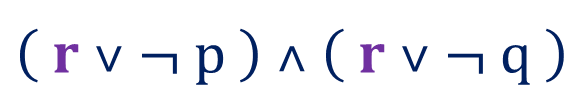 ( r ∨ ¬ p ) ∧ ( r ∨ ¬ q )